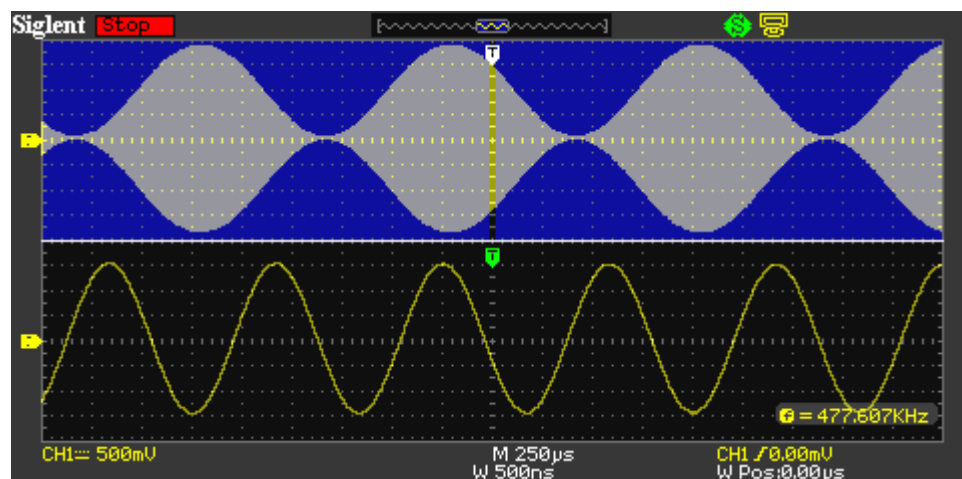 Siglent Stop
T
T
f = 477.607KHz
CH1 500mV
M 250µs
CH1 0.00mV
W 500ns
W Pos:0.00µs